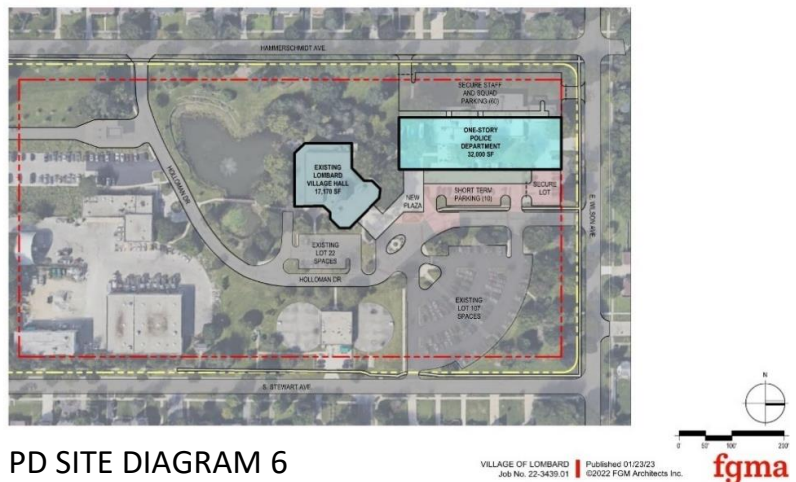 HAMMERSCHMIDT AVE.
SECURE STAFF
AND SQUAD
PARKING (60)
ONE-STORY
POLICE
DEPARTMENT
32,000 SF
EXISTING
LOMBARD
VILLAGE HALL
17,170 SF
HOLLOMAN DR
NEW
PLAZA
SHORT TERM
PARKING (10)
SECURE
LOT
E. WILSON AVE.
EXISTING
LOT 22
SPACES
HOLLOMAN DR
EXISTING
LOT 107
SPACES
S. STEWART AVE.
N
0 50' 100' 200'
PD SITE DIAGRAM 6
VILLAGE OF LOMBARD
Job No. 22-3439.01
Published 01/23/23
©2022 FGM Architects Inc.
fgma